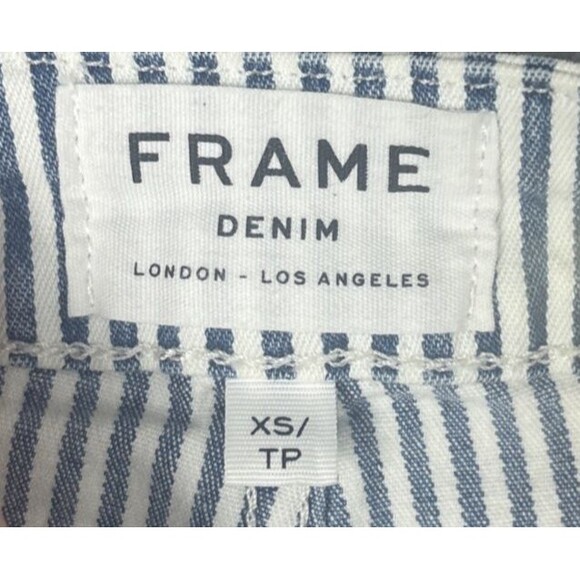 FRAME
DENIM
LONDON - LOS ANGELES
XS/
TP